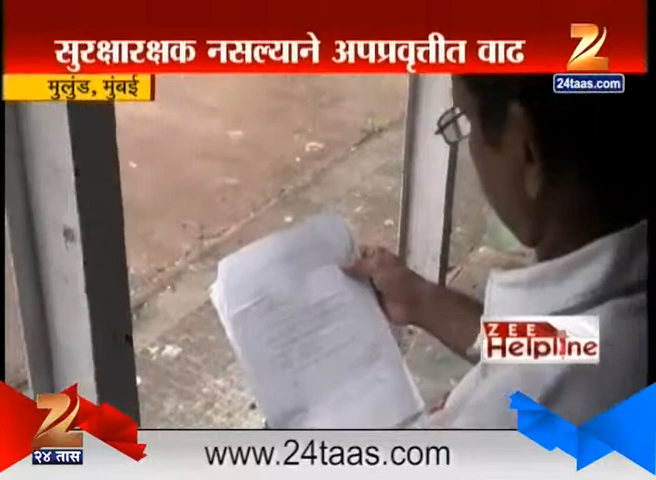 सुरक्षारक्षक नसल्याने अपप्रवृत्तीत वाढ
24taas.com
मुलुंड, मुंबई
ZEE
Helpline
२४ तास
www.24taas.com